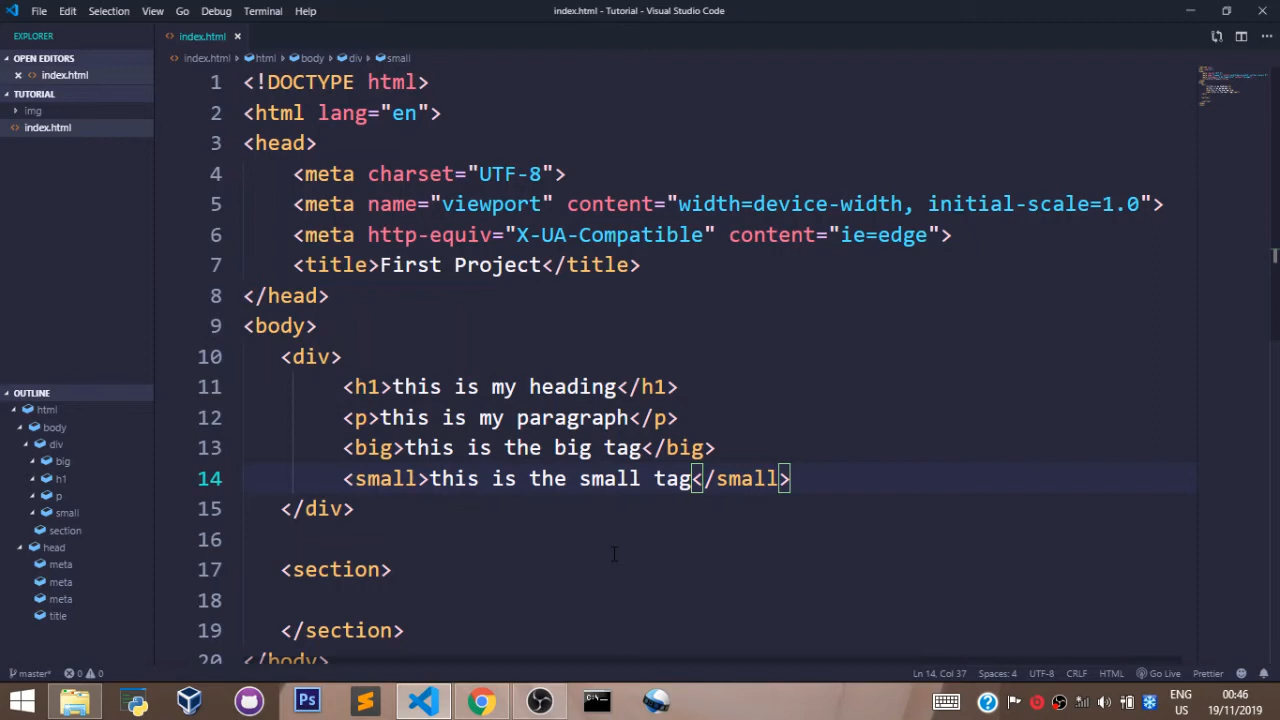 File Edit Selection View Go Debug Terminal Help
index.html - Tutorial - Visual Studio Code
EXPLORER
OPEN EDITORS
index.html
TUTORIAL
img
index.html
OUTLINE
html
body
div
big
h1
p
small
section
head
meta
meta
meta
title
index.html
index.html › html › body › div › small
1 <!DOCTYPE html>
2 <html lang="en">
3 <head>
4 <meta charset="UTF-8">
5 <meta name="viewport" content="width=device-width, initial-scale=1.0">
6 <meta http-equiv="X-UA-Compatible" content="ie=edge">
7 <title>First Project</title>
8 </head>
9 <body>
10 <div>
11 <h1>this is my heading</h1>
12 <p>this is my paragraph</p>
13 <big>this is the big tag</big>
14 <small>this is the small tag</small>
15 </div>
16
17 <section>
18
19 </section>
20 </body>
master* 0 0 Ln 14, Col 37 Spaces: 4 UTF-8 CRLF HTML Go Live Prettier
Ps
ENG
US
00:46
19/11/2019